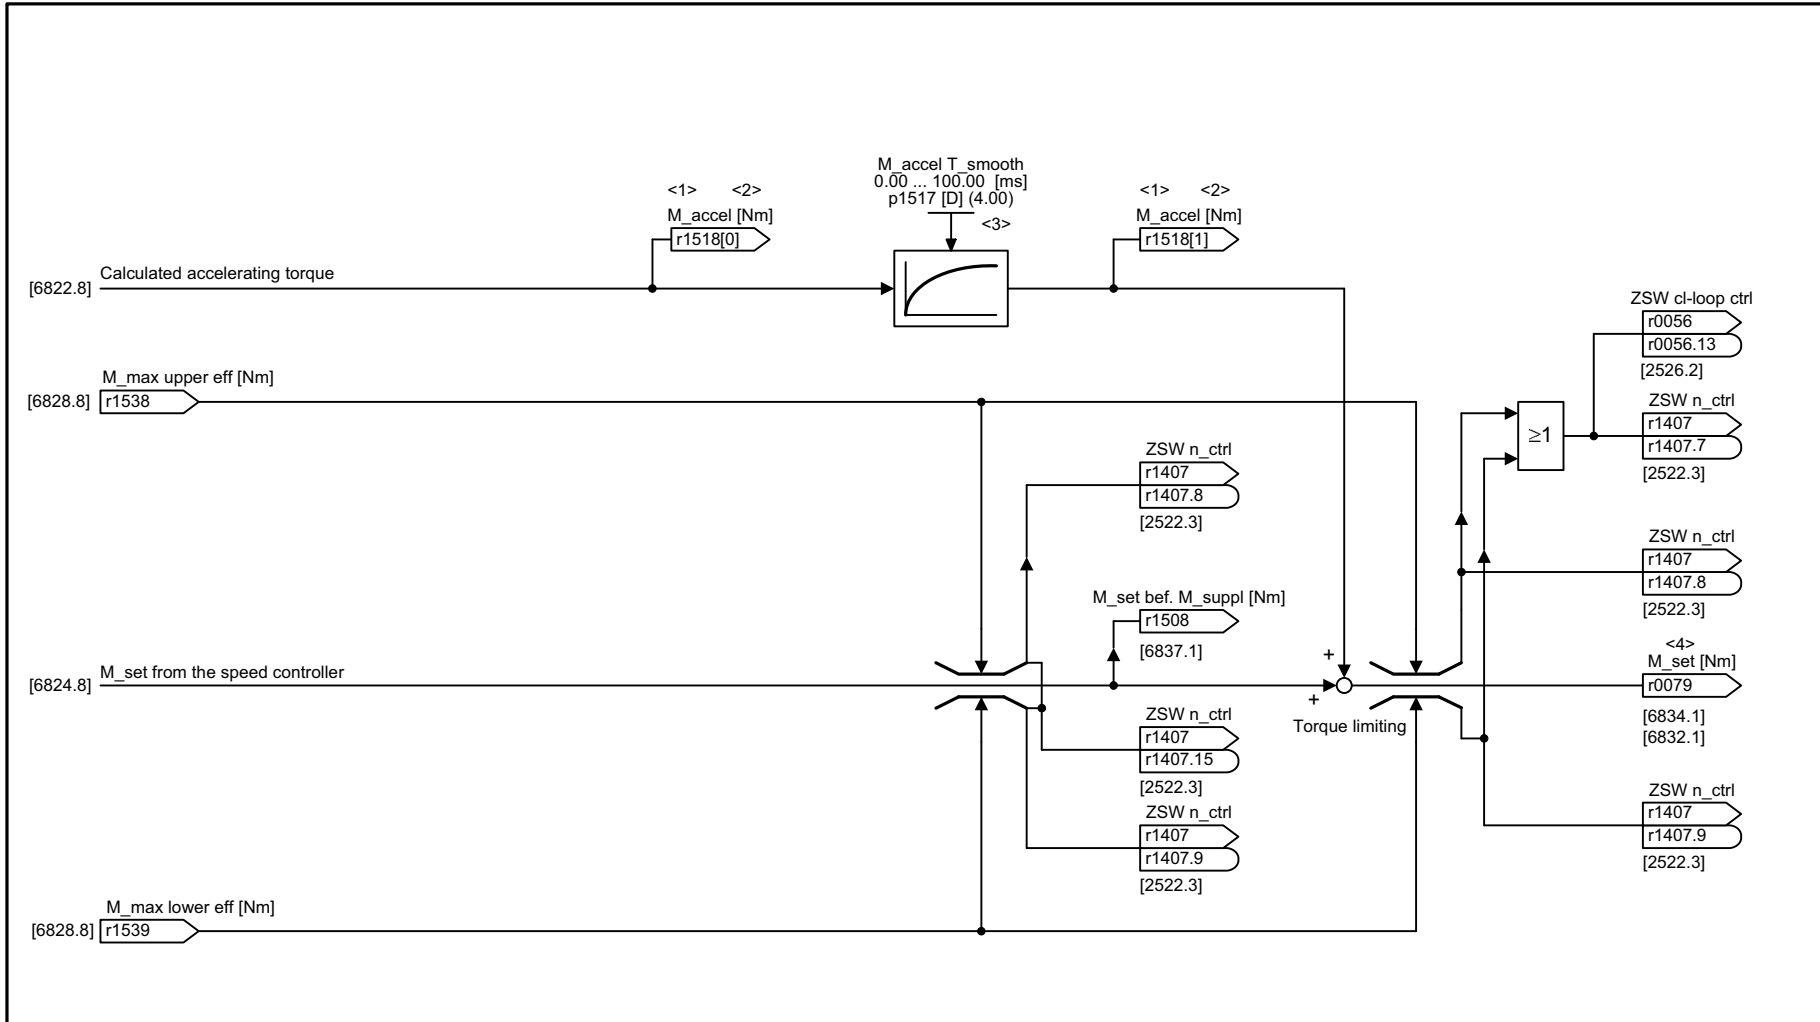 M_accel T_smooth
0.00 ... 100.00 [ms]
p1517 [D] (4.00)
<3>
<1> <2>
M_accel [Nm]
r1518[0]
<1> <2>
M_accel [Nm]
r1518[1]
[6822.8]
Calculated accelerating torque
ZSW cl-loop ctrl
r0056
r0056.13
[2526.2]
M_max upper eff [Nm]
[6828.8]
r1538
≥1
ZSW n_ctrl
r1407
r1407.7
[2522.3]
ZSW n_ctrl
r1407
r1407.8
[2522.3]
ZSW n_ctrl
r1407
r1407.8
[2522.3]
M_set bef. M_suppl [Nm]
r1508
[6837.1]
[6824.8]
M_set from the speed controller
+
+
Torque limiting
<4>
M_set [Nm]
r0079
[6834.1]
[6832.1]
ZSW n_ctrl
r1407
r1407.15
[2522.3]
ZSW n_ctrl
r1407
r1407.9
[2522.3]
ZSW n_ctrl
r1407
r1407.9
[2522.3]
M_max lower eff [Nm]
[6828.8]
r1539